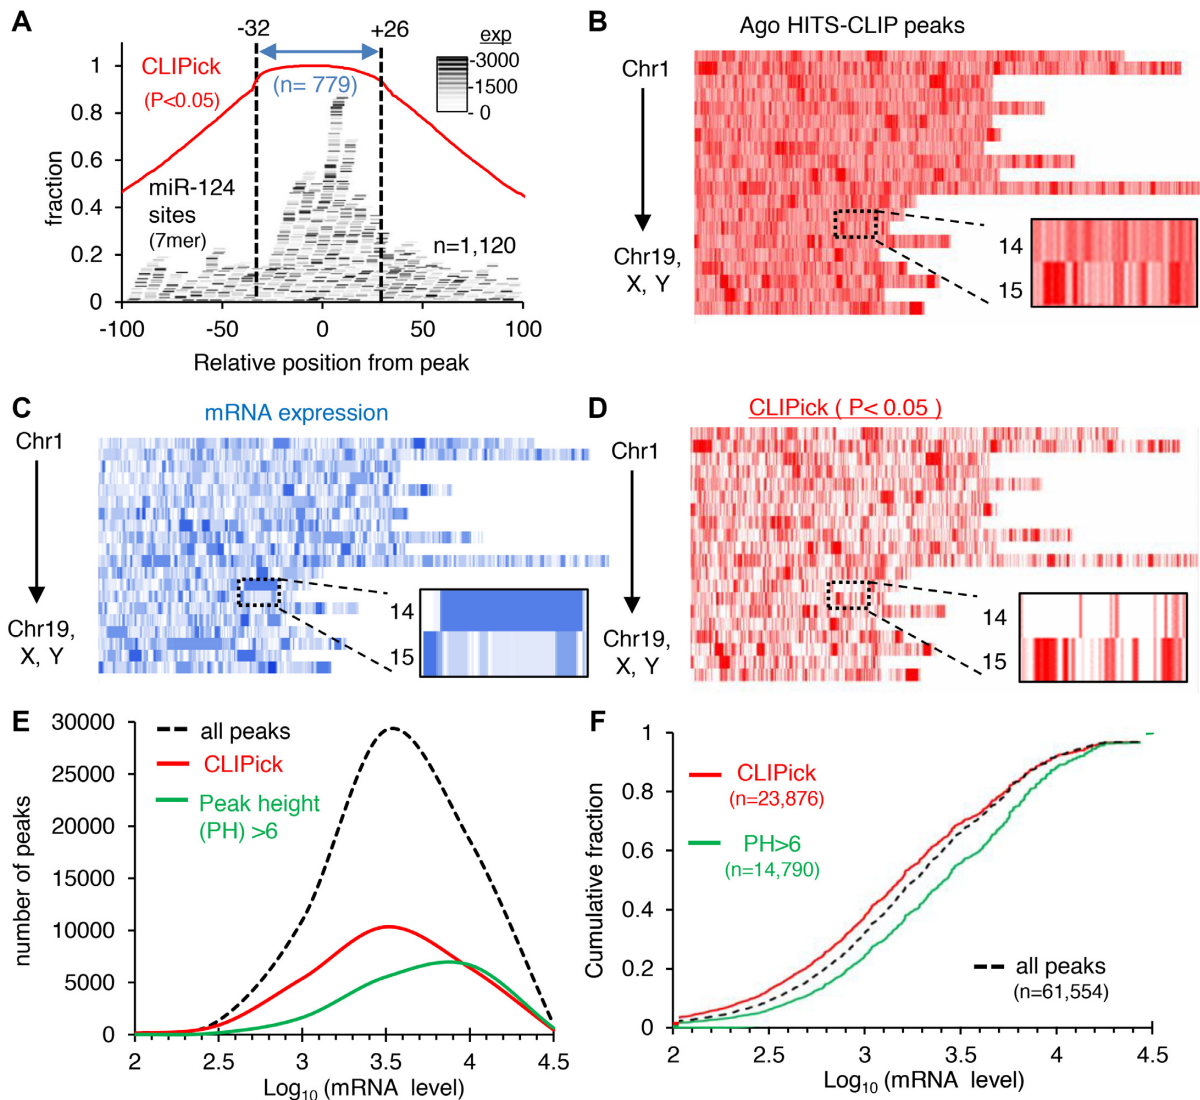 A
-32
+26
exp
3000
1500
0
CLIPick
(P<0.05)
(n= 779)
1
0.8
0.6
0.4
0.2
0
fraction
miR-124
sites
(7mer)
n=1,120
-100
-50
0
50
100
Relative position from peak
B
Ago HITS-CLIP peaks
Chr1
Chr19,
X, Y
14
15
C
mRNA expression
Chr1
Chr19,
X, Y
14
15
D
CLIPick ( P< 0.05 )
Chr1
Chr19,
X, Y
14
15
E
30000
25000
20000
15000
10000
5000
0
number of peaks
all peaks
CLIPick
Peak height
(PH) >6
2
2.5
3
3.5
4
4.5
Log10 (mRNA level)
F
1
0.8
0.6
0.4
0.2
0
Cumulative fraction
CLIPick
(n=23,876)
PH>6
(n=14,790)
all peaks
(n=61,554)
2
2.5
3
3.5
4
4.5
Log10 (mRNA level)